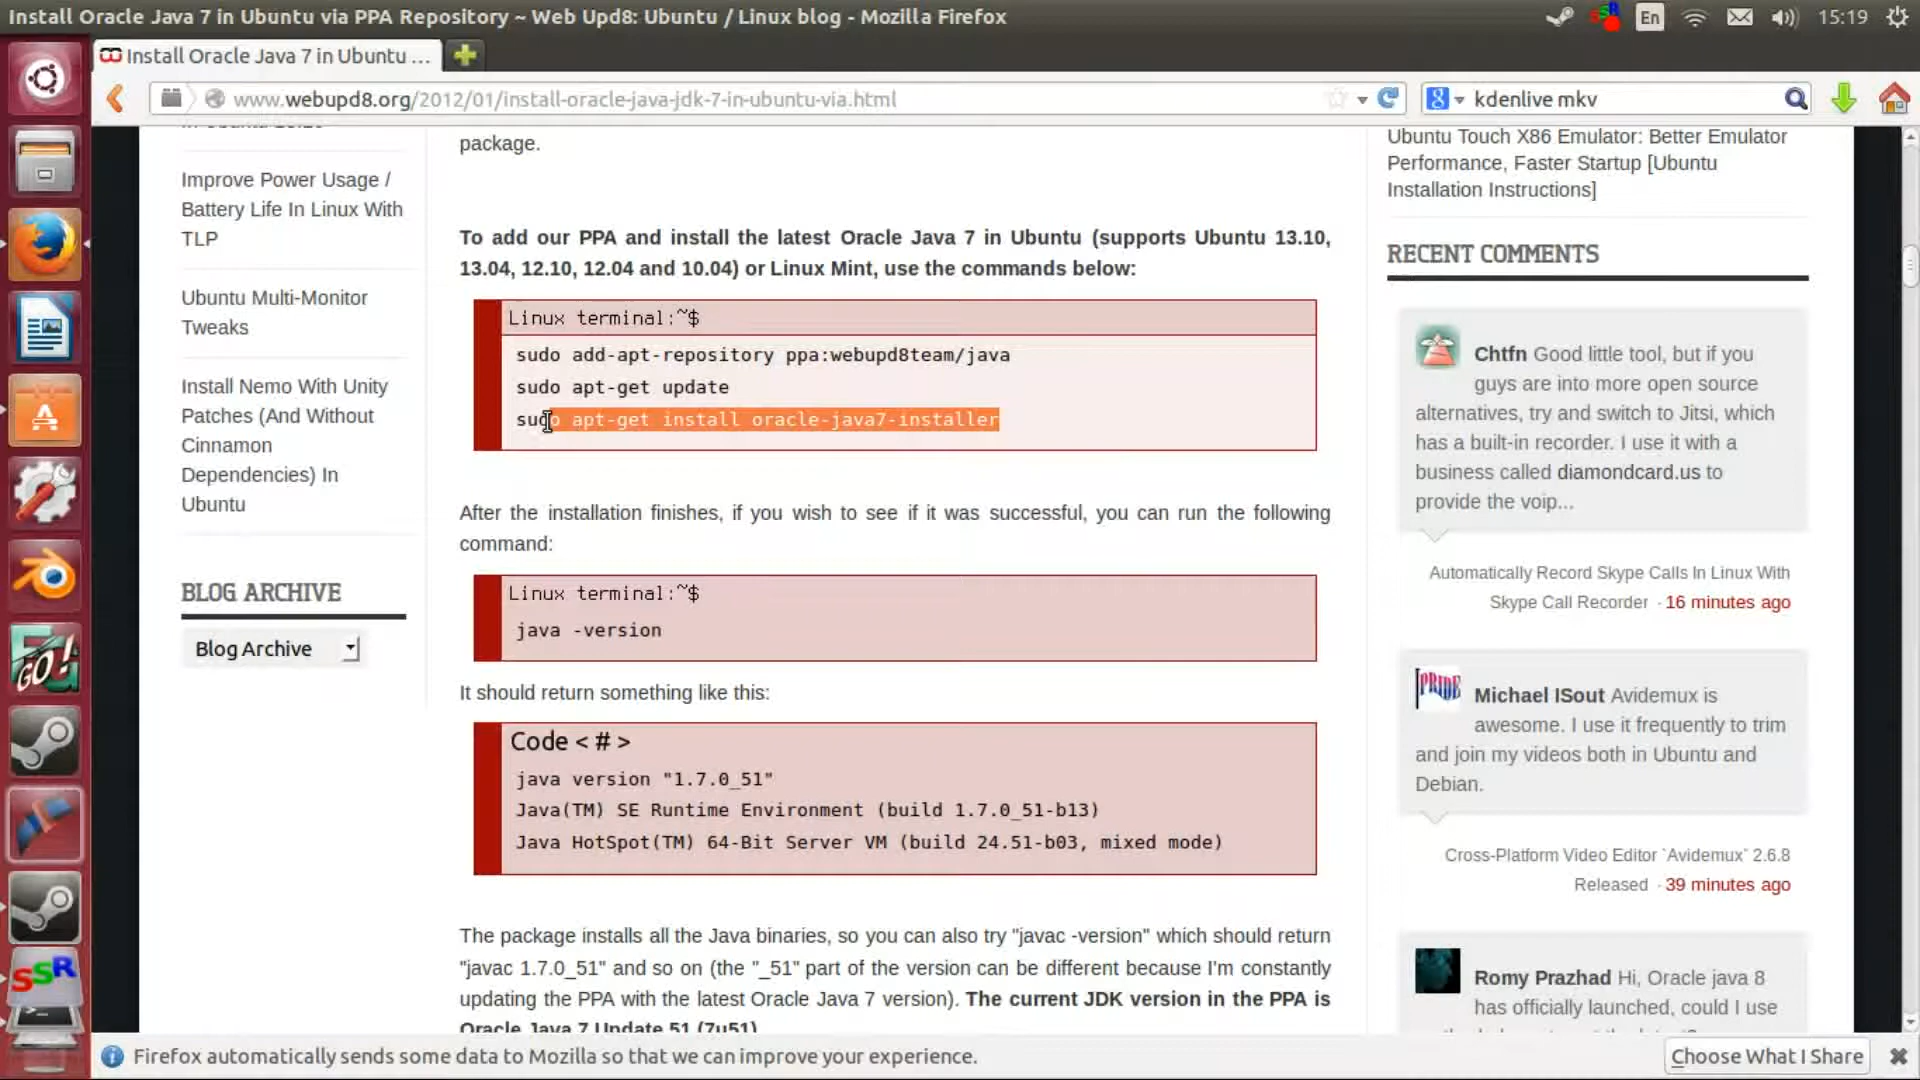 Install Oracle Java 7 in Ubuntu via PPA Repository ~ Web Upd8: Ubuntu / Linux blog - Mozilla Firefox
En
15:19
Install Oracle Java 7 in Ubuntu ...
www.webupd8.org/2012/01/install-oracle-java-jdk-7-in-ubuntu-via.html
kdenlive mkv
Improve Power Usage /
Battery Life In Linux With
TLP
Ubuntu Multi-Monitor
Tweaks
Install Nemo With Unity
Patches (And Without
Cinnamon
Dependencies) In
Ubuntu
BLOG ARCHIVE
Blog Archive
package.
To add our PPA and install the latest Oracle Java 7 in Ubuntu (supports Ubuntu 13.10,
13.04, 12.10, 12.04 and 10.04) or Linux Mint, use the commands below:
Linux terminal:~$
sudo add-apt-repository ppa:webupd8team/java
sudo apt-get update
sudo apt-get install oracle-java7-installer
After the installation finishes, if you wish to see if it was successful, you can run the following
command:
Linux terminal:~$
java -version
It should return something like this:
Code < # >
java version "1.7.0_51"
Java(TM) SE Runtime Environment (build 1.7.0_51-b13)
Java HotSpot(TM) 64-Bit Server VM (build 24.51-b03, mixed mode)
The package installs all the Java binaries, so you can also try "javac -version" which should return
"javac 1.7.0_51" and so on (the "_51" part of the version can be different because I'm constantly
updating the PPA with the latest Oracle Java 7 version). The current JDK version in the PPA is
Oracle Java 7 Update 51 (7u51)
Ubuntu Touch X86 Emulator: Better Emulator
Performance, Faster Startup [Ubuntu
Installation Instructions]
RECENT COMMENTS
Chtfn Good little tool, but if you
guys are into more open source
alternatives, try and switch to Jitsi, which
has a built-in recorder. I use it with a
business called diamondcard.us to
provide the voip...
Automatically Record Skype Calls In Linux With
Skype Call Recorder · 16 minutes ago
PRIDE
Michael ISout Avidemux is
awesome. I use it frequently to trim
and join my videos both in Ubuntu and
Debian.
Cross-Platform Video Editor `Avidemux` 2.6.8
Released · 39 minutes ago
Romy Prazhad Hi, Oracle java 8
has officially launched, could I use
GO!
SSR
Firefox automatically sends some data to Mozilla so that we can improve your experience.
Choose What I Share